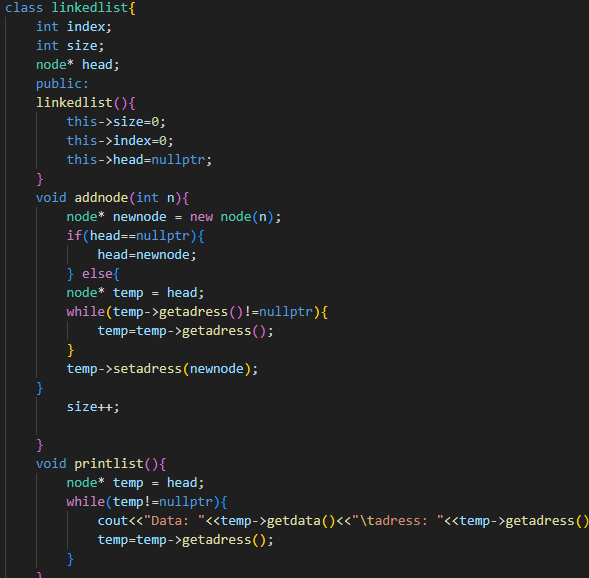 class linkedlist{
    int index;
    int size;
    node* head;
    public:
    linkedlist(){
        this->size=0;
        this->index=0;
        this->head=nullptr;
    }
    void addnode(int n){
        node* newnode = new node(n);
        if(head==nullptr){
            head=newnode;
        } else{
        node* temp = head;
        while(temp->getadress()!=nullptr){
            temp=temp->getadress();
        }
        temp->setadress(newnode);
    }
        size++;
    }
    void printlist(){
        node* temp = head;
        while(temp!=nullptr){
            cout<<"Data: "<<temp->getdata()<<"\tadress: "<<temp->getadress()
            temp=temp->getadress();
        }
    }